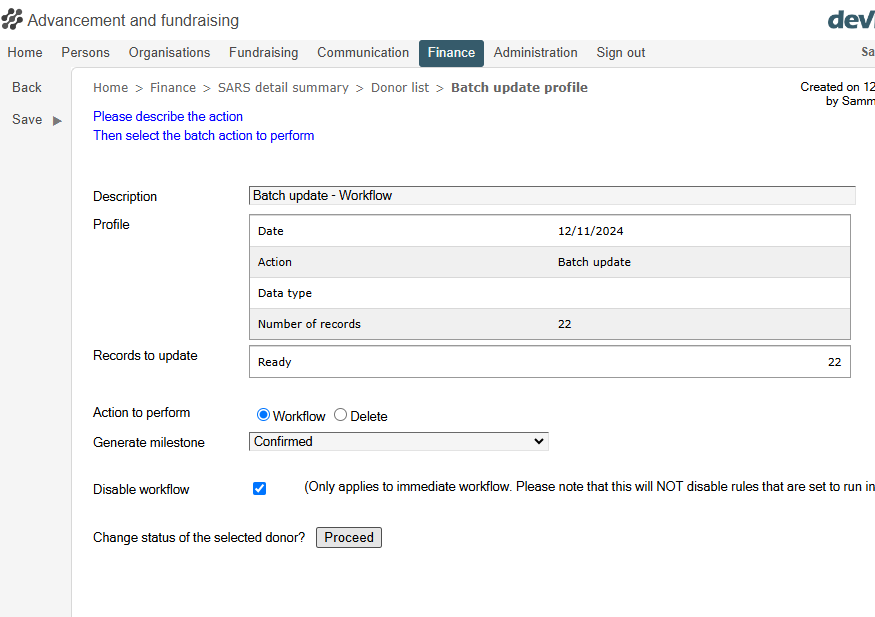 Advancement and fundraising
Home Persons Organisations Fundraising Communication Finance Administration Sign out
Back
Save
Home > Finance > SARS detail summary > Donor list > Batch update profile
Created on 12
Please describe the action
Then select the batch action to perform
Description Batch update - Workflow
Profile
Date 12/11/2024
Action Batch update
Data type
Number of records 22
Records to update
Ready 22
Action to perform Workflow Delete
Generate milestone Confirmed
Disable workflow (Only applies to immediate workflow. Please note that this will NOT disable rules that are set to run in
Change status of the selected donor? Proceed